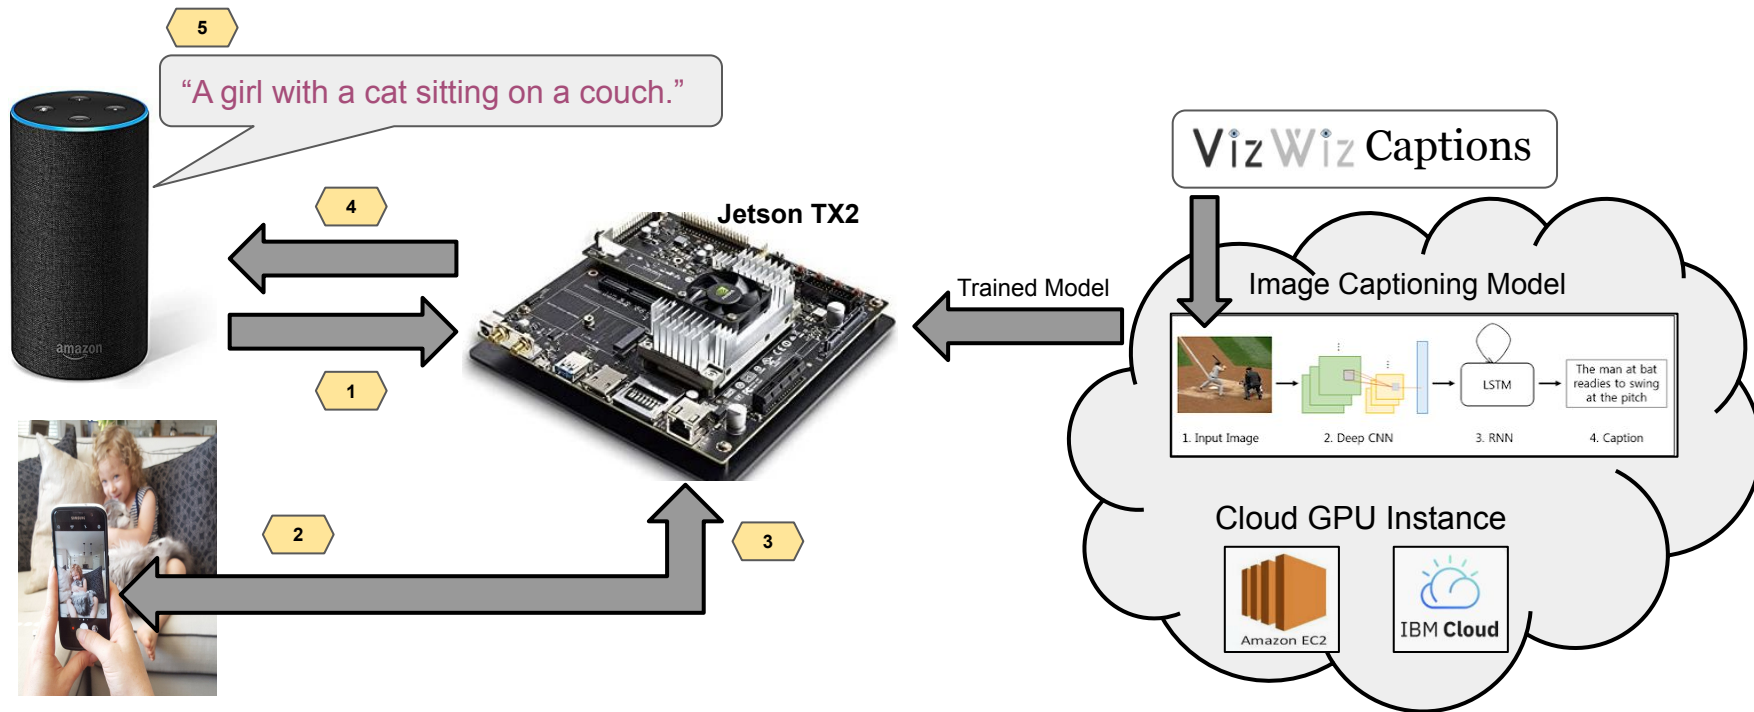 5
“A girl with a cat sitting on a couch.”
VizWiz Captions
4
Jetson TX2
Trained Model
Image Captioning Model
amazon
1
LSTM
The man at bat
readies to swing
at the pitch
1. Input Image
2. Deep CNN
3. RNN
4. Caption
SAMSUNG
2
3
Cloud GPU Instance
Amazon EC2
IBM Cloud